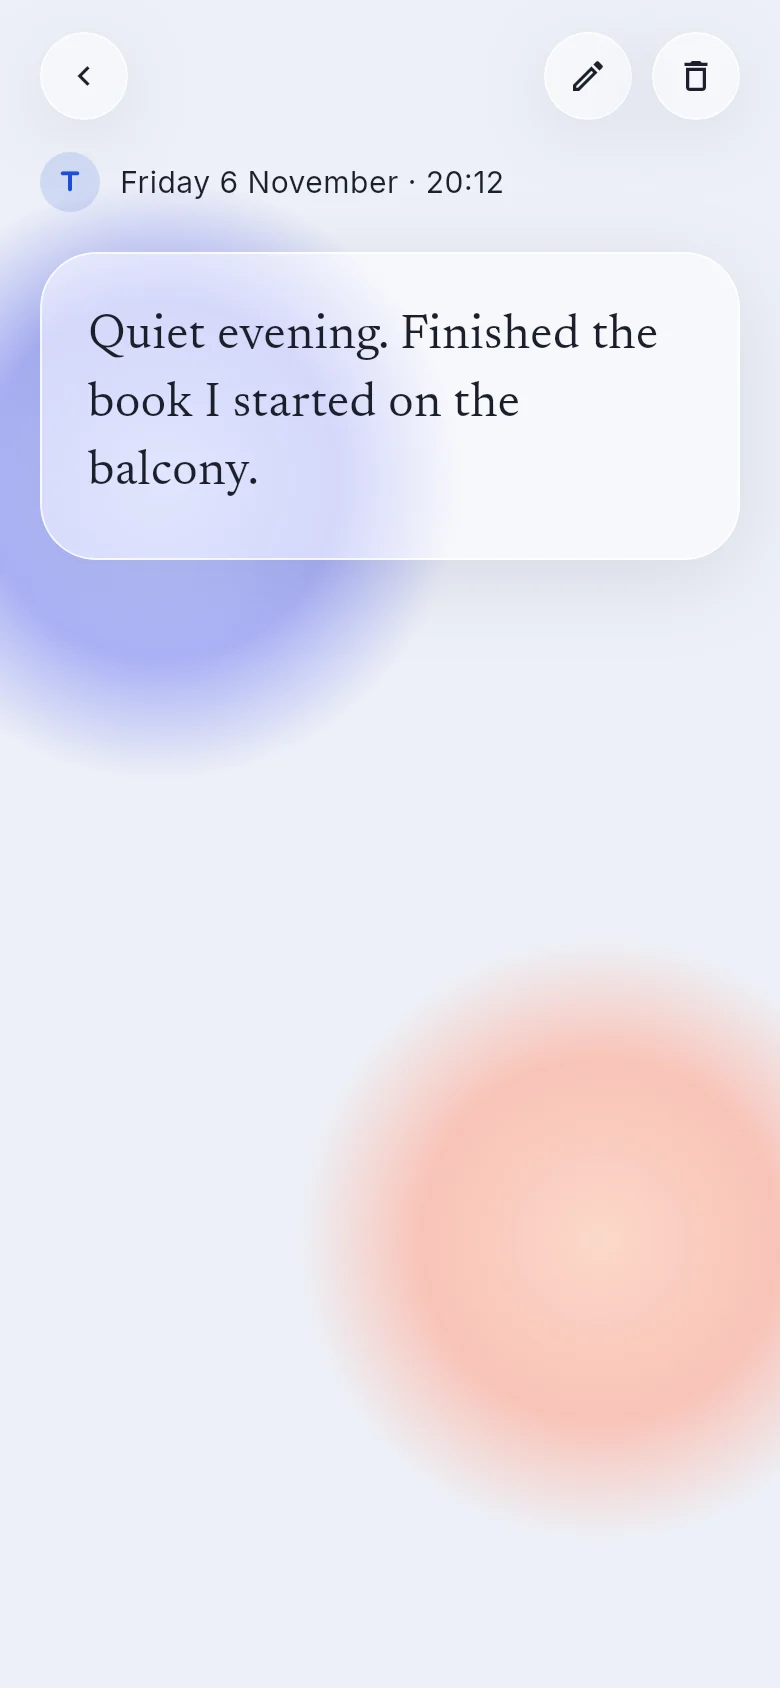 T Friday 6 November · 20:12
Quiet evening. Finished the
book I started on the
balcony.